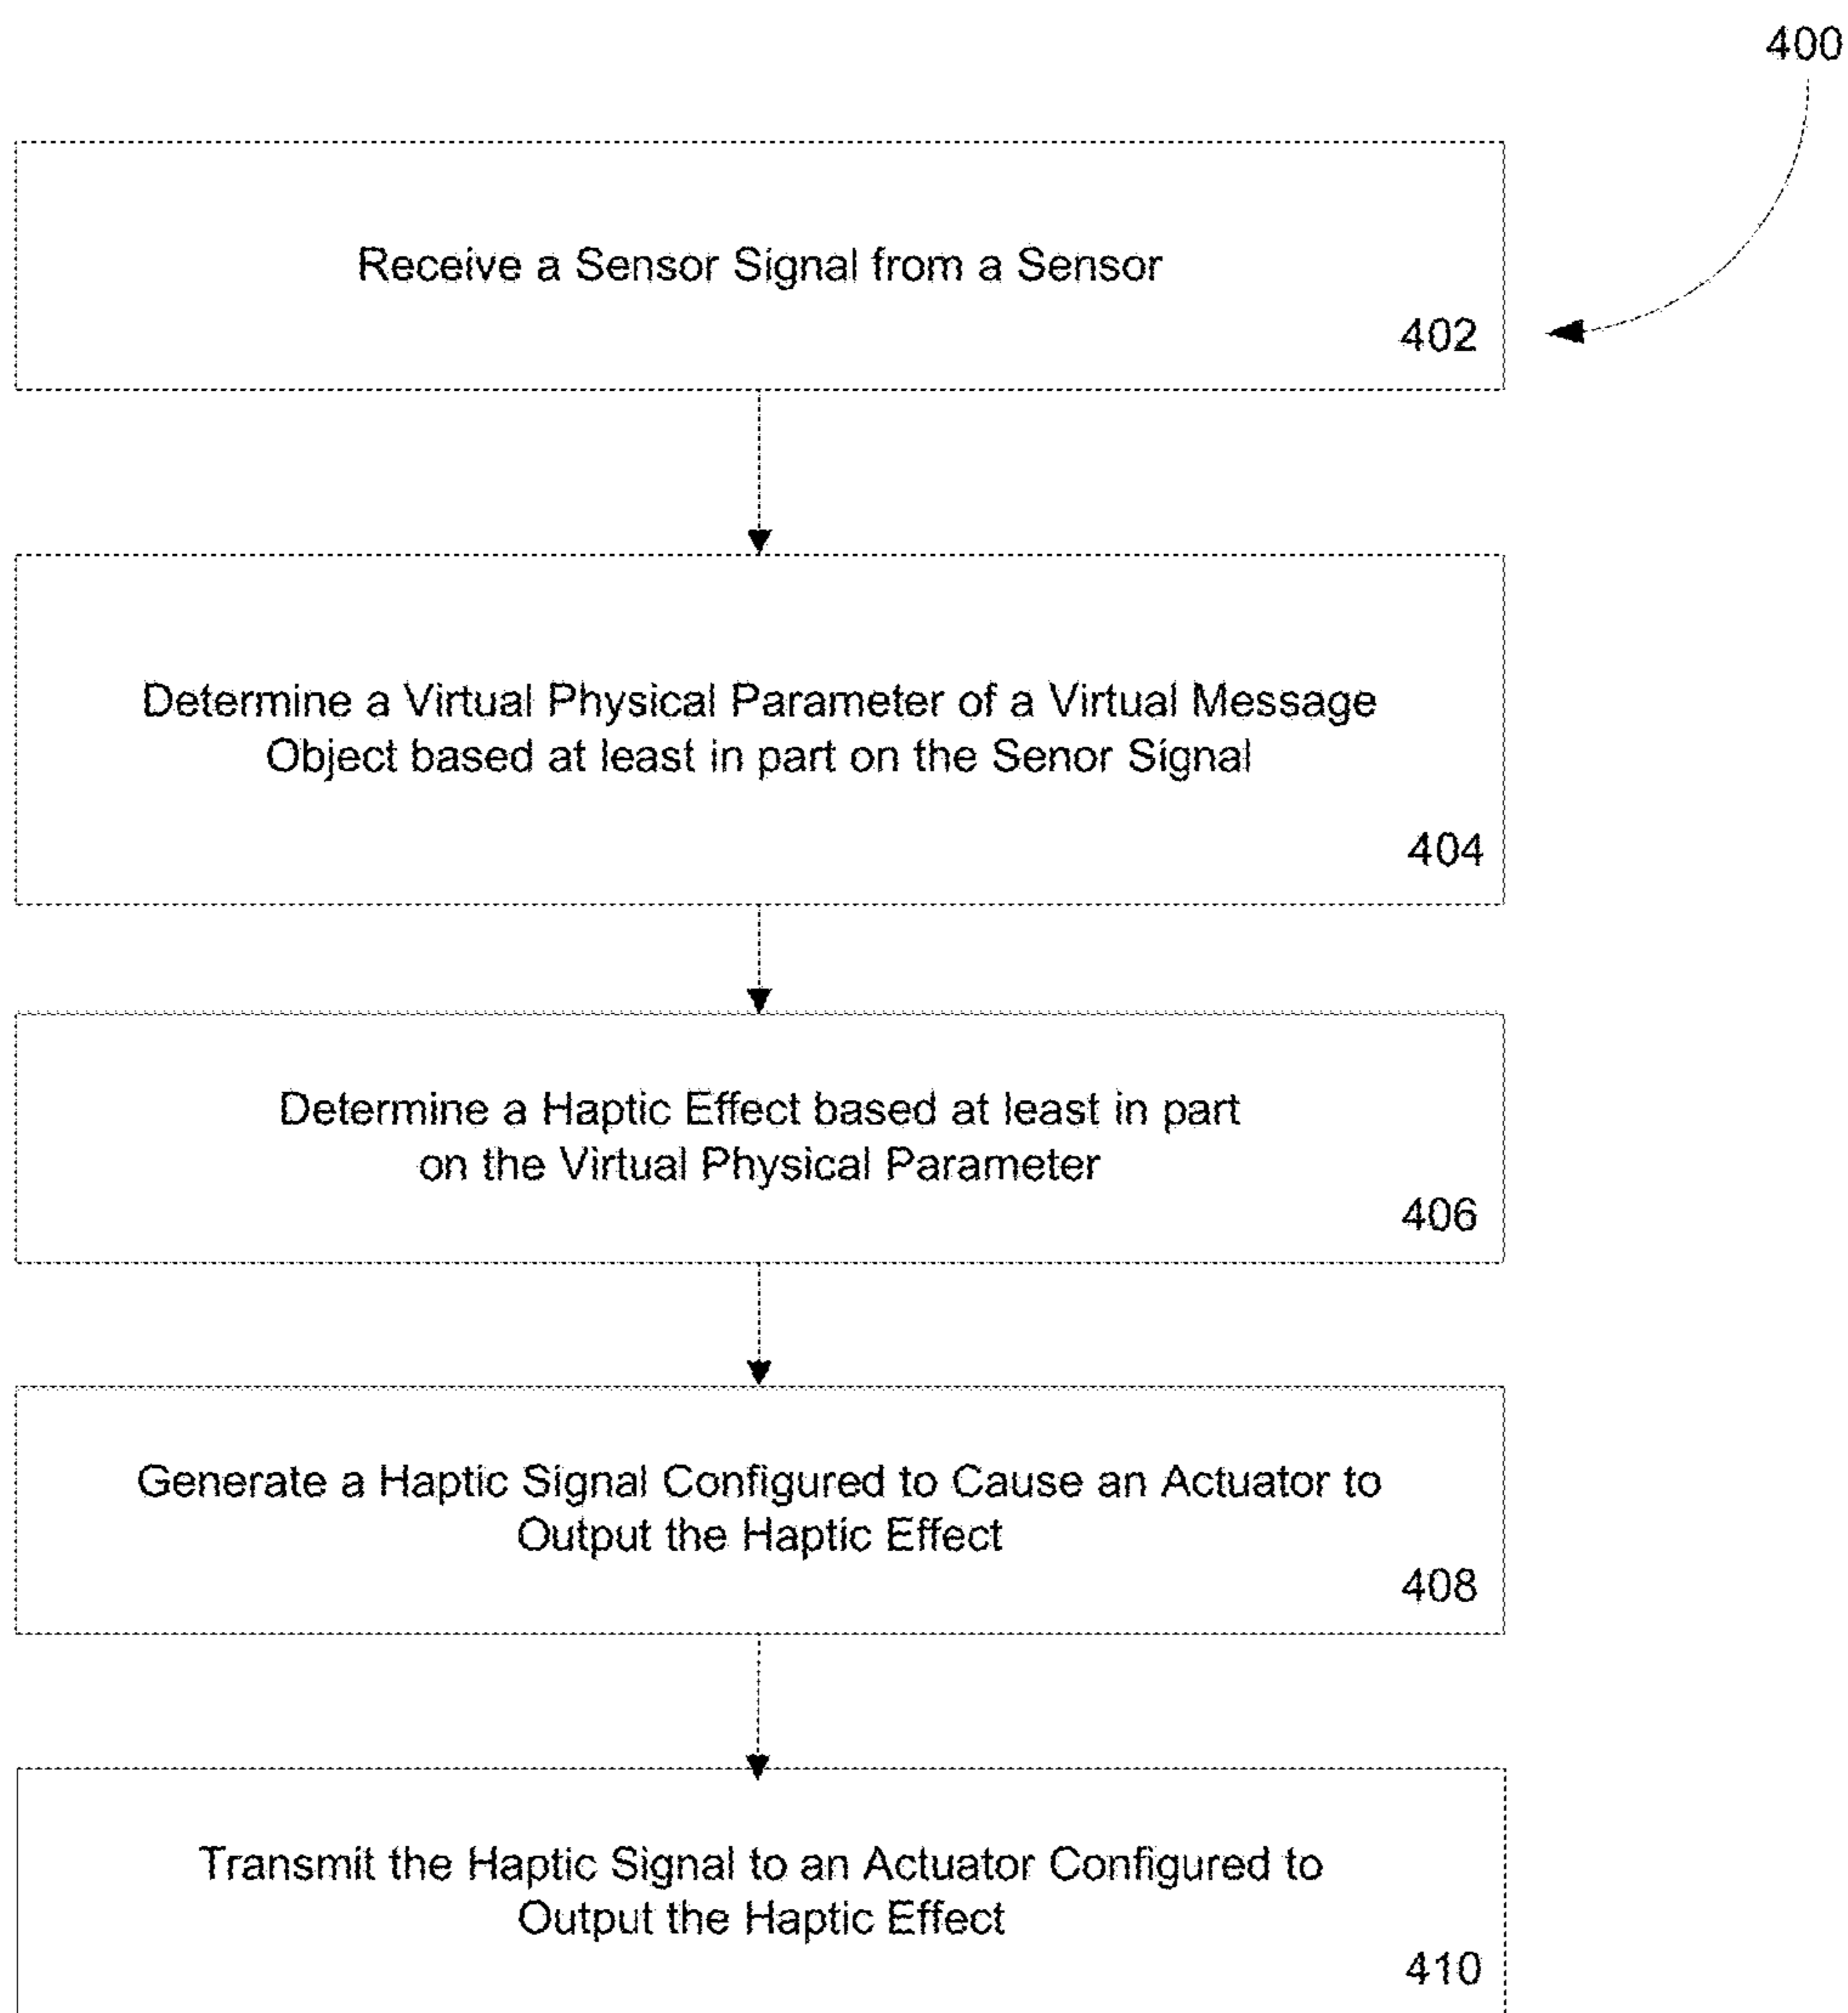 400
Receive a Sensor Signal from a Sensor
402
Determine a Virtual Physical Parameter of a Virtual Message
Object based at least in part on the Senor Signal
404
Determine a Haptic Effect based at least in part
on the Virtual Physical Parameter
406
Generate a Haptic Signal Configured to Cause an Actuator to
Output the Haptic Effect
408
Transmit the Haptic Signal to an Actuator Configured to
Output the Haptic Effect
410